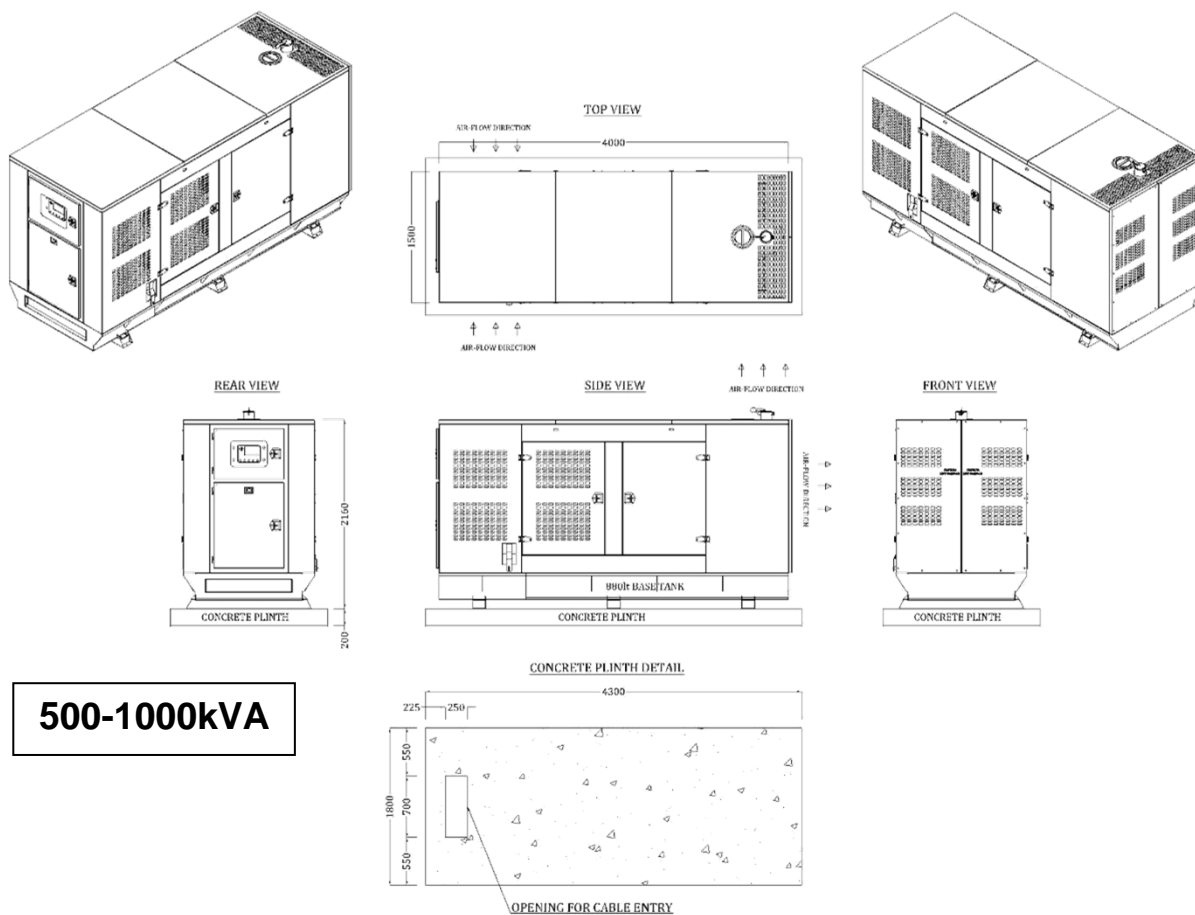 TOP VIEW
AIR-FLOW DIRECTION
4000
1500
AIR-FLOW DIRECTION
REAR VIEW
SIDE VIEW
AIR-FLOW DIRECTION
FRONT VIEW
2160
AIR-FLOW DIRECTION
880lt BASE TANK
CONCRETE PLINTH
200
CONCRETE PLINTH
CONCRETE PLINTH
CONCRETE PLINTH DETAIL
4300
225
250
500-1000kVA
550
1800
700
550
OPENING FOR CABLE ENTRY